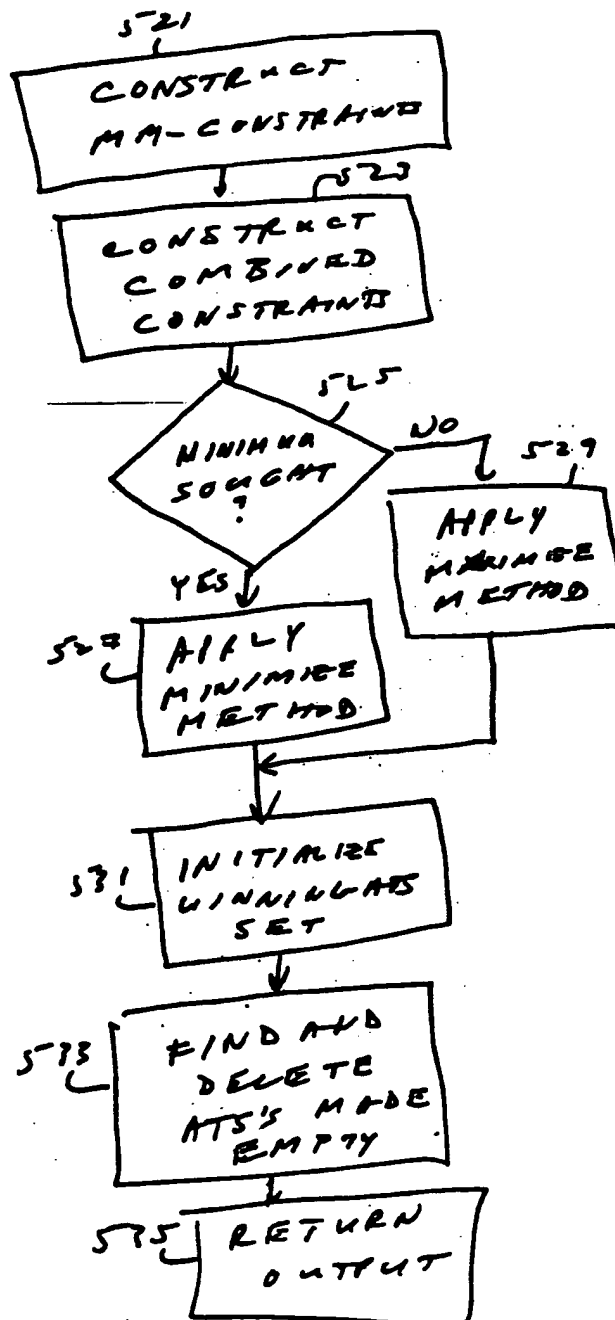 521
CONSTRUCT
MM-CONSTRAINTS
523
CONSTRUCT
COMBINED
CONSTRAINTS
525
MINIMUM
SOUGHT
?
NO
529
APPLY
MAXIMIZE
METHOD
YES
527
APPLY
MINIMIZE
METHOD
531
INITIALIZE
WINNINGATS
SET
533
FIND AND
DELETE
ATS'S MADE
EMPTY
535
RETURN
OUTPUT